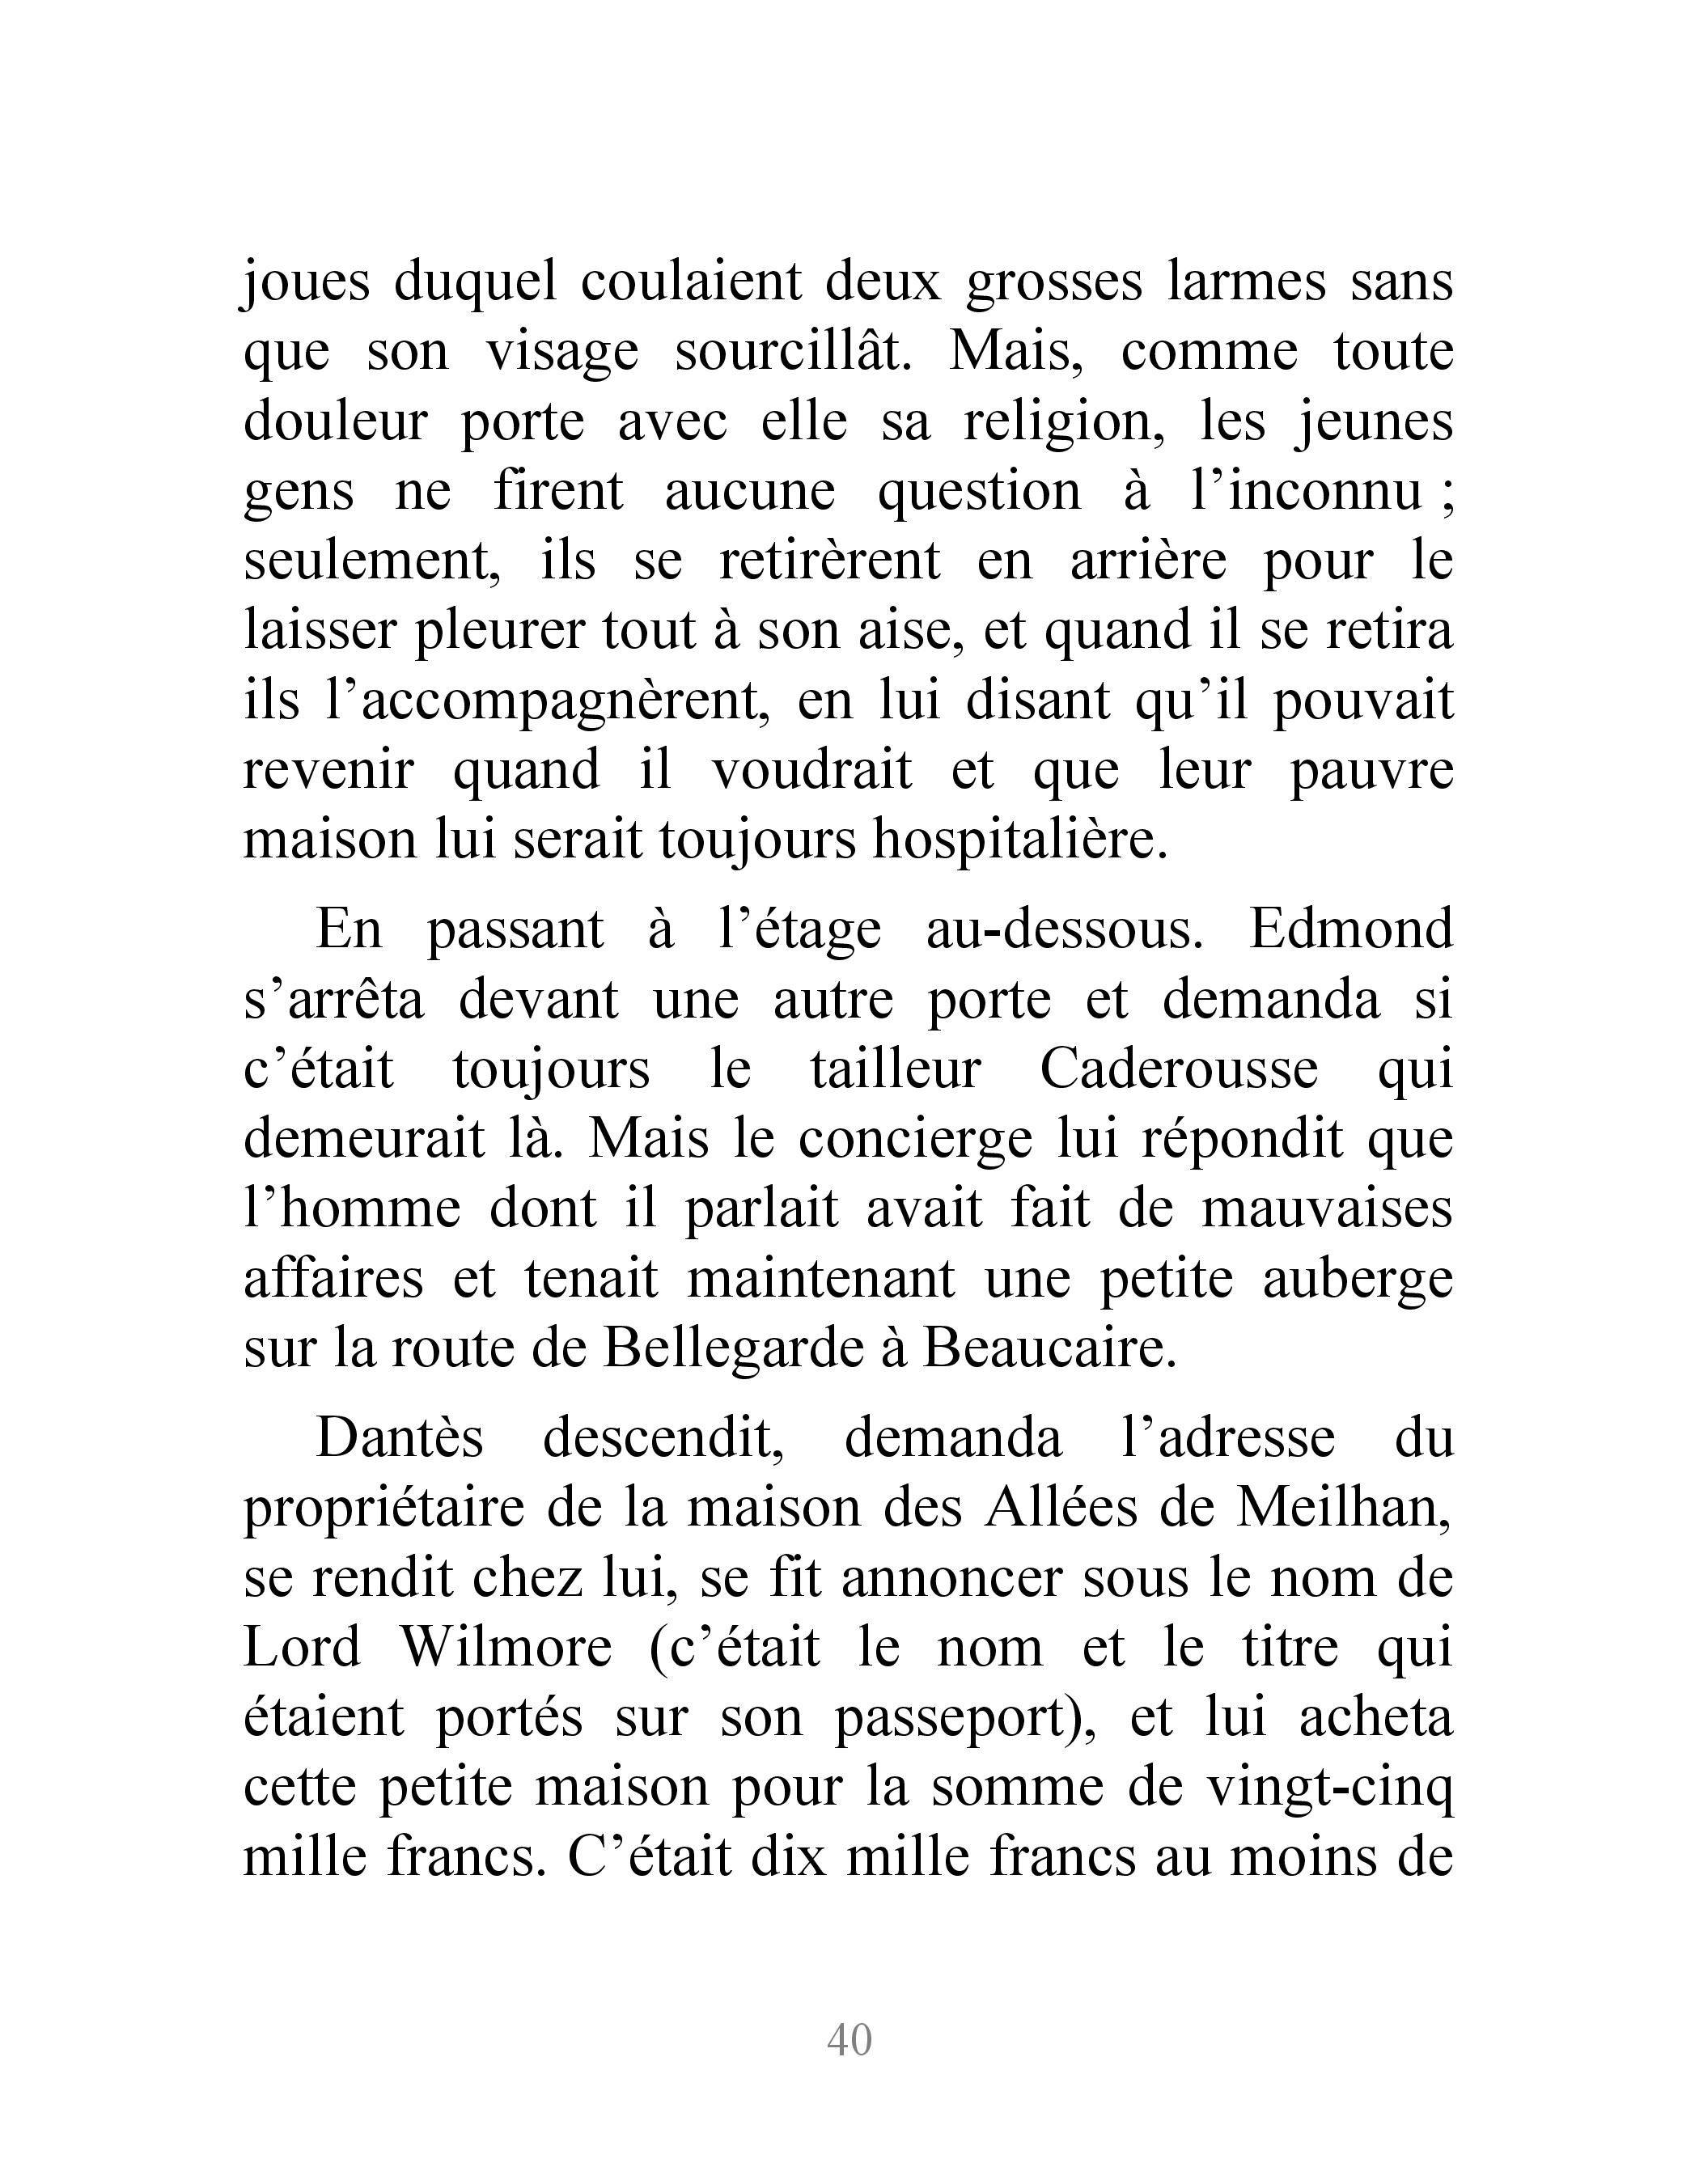 joues duquel coulaient deux grosses larmes sans
que son visage sourcillât. Mais, comme toute
douleur porte avec elle sa religion, les jeunes
gens ne firent aucune question à l’inconnu ;
seulement, ils se retirèrent en arrière pour le
laisser pleurer tout à son aise, et quand il se retira
ils l’accompagnèrent, en lui disant qu’il pouvait
revenir quand il voudrait et que leur pauvre
maison lui serait toujours hospitalière.
En passant à l’étage au-dessous. Edmond
s’arrêta devant une autre porte et demanda si
c’était toujours le tailleur Caderousse qui
demeurait là. Mais le concierge lui répondit que
l’homme dont il parlait avait fait de mauvaises
affaires et tenait maintenant une petite auberge
sur la route de Bellegarde à Beaucaire.
Dantès descendit, demanda l’adresse du
propriétaire de la maison des Allées de Meilhan,
se rendit chez lui, se fit annoncer sous le nom de
Lord Wilmore (c’était le nom et le titre qui
étaient portés sur son passeport), et lui acheta
cette petite maison pour la somme de vingt-cinq
mille francs. C’était dix mille francs au moins de
40